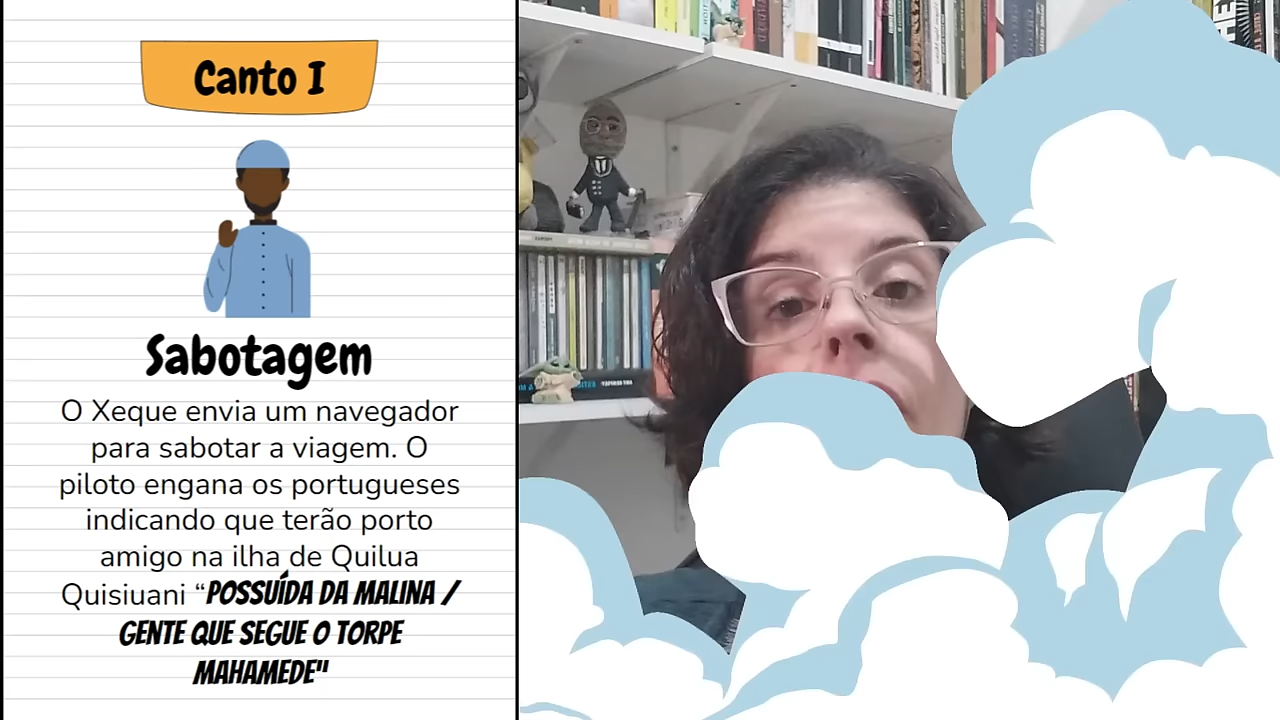 Canto I
Sabotagem
O Xeque envia um navegador
para sabotar a viagem. O
piloto engana os portugueses
indicando que terão porto
amigo na ilha de Quilua
Quisiuani “POSSUÍDA DA MALINA /
GENTE QUE SEGUE O TORPE
MAHAMEDE"